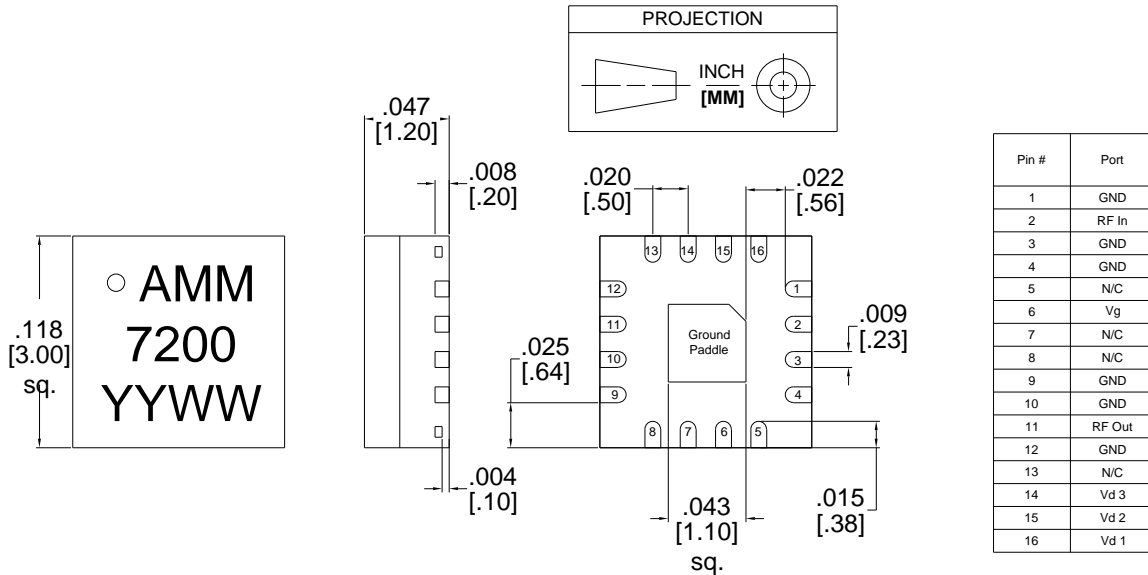 PROJECTION
INCH
[MM]
.047
[1.20]
.008
[.20]
.020
[.50]
.022
[.56]
.118
[3.00]
sq.
AMM
7200
YYWW
.004
[.10]
.025
[.64]
13 14 15 16
12
11
10
9
1
2
3
4
8 7 6 5
Ground
Paddle
.009
[.23]
.043
[1.10]
sq.
.015
[.38]
Pin # Port
1 GND
2 RF In
3 GND
4 GND
5 N/C
6 Vg
7 N/C
8 N/C
9 GND
10 GND
11 RF Out
12 GND
13 N/C
14 Vd 3
15 Vd 2
16 Vd 1